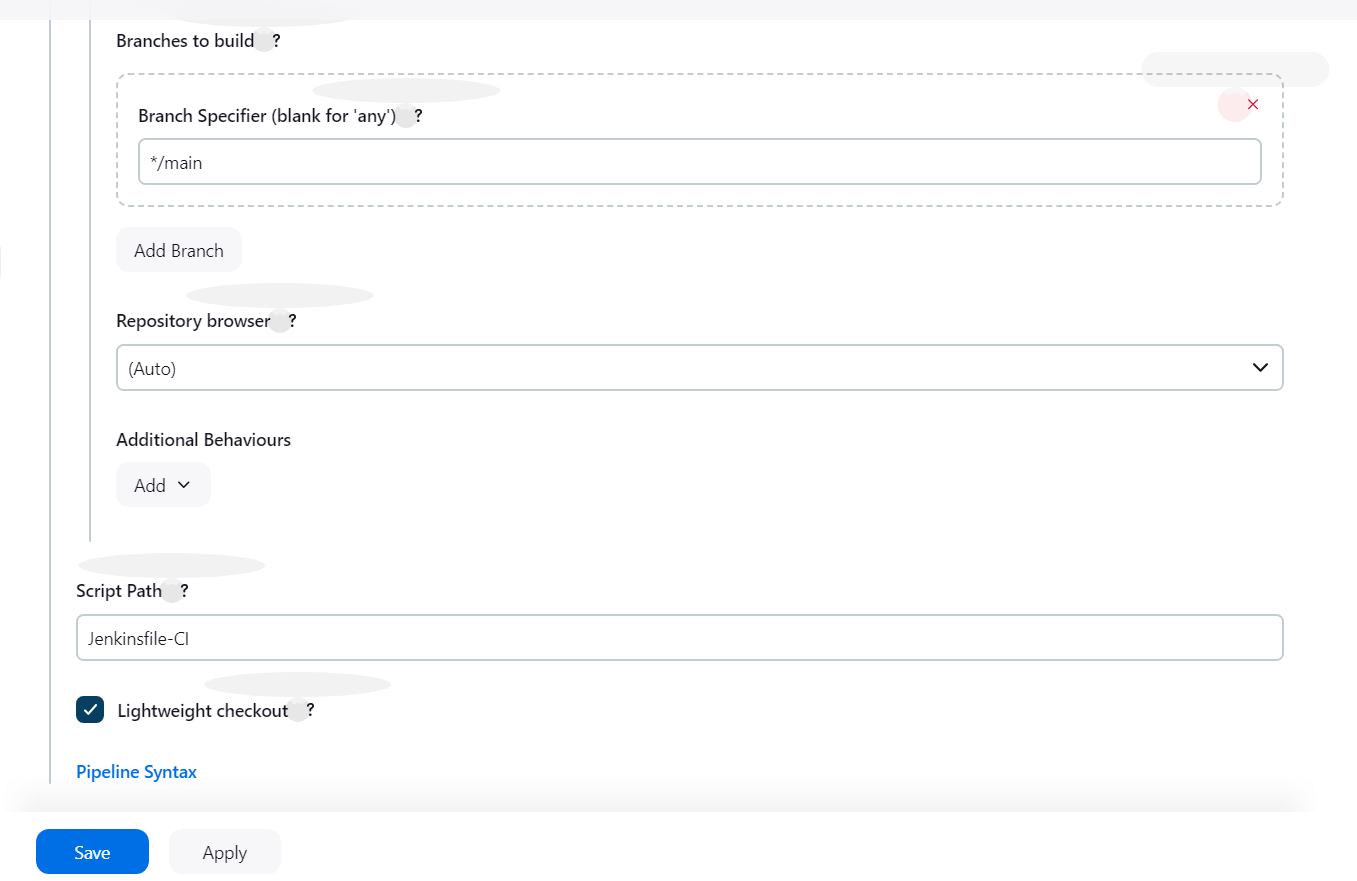 Branches to build ?
Branch Specifier (blank for 'any') ?
*/main
Add Branch
Repository browser ?
(Auto)
Additional Behaviours
Add
Script Path ?
Jenkinsfile-CI
Lightweight checkout ?
Pipeline Syntax
Save Apply